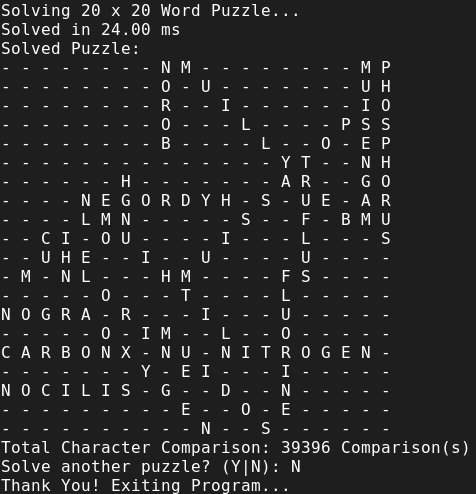 Solving 20 x 20 Word Puzzle...
Solved in 24.00 ms
Solved Puzzle:
- - - - - - - - N M - - - - - - - - M P
- - - - - - - - O - U - - - - - - - U H
- - - - - - - - R - - I - - - - - - I O
- - - - - - - - O - - - L - - - - P S S
- - - - - - - - B - - - - L - - O - E P
- - - - - - - - - - - - - - Y T - - N H
- - - - - - H - - - - - - - A R - - G O
- - - - N E G O R D Y H - S - U E - A R
- - - - L M N - - - - - S - - F - B M U
- - C I - O U - - - - I - - - L - - - S
- - U H E - - I - - U - - - - U - - - -
- M - N L - - - H M - - - - F S - - - -
- - - - - O - - - T - - - - L - - - - -
N O G R A - R - - - I - - - U - - - - -
- - - - - O - I M - - L - - O - - - - -
C A R B O N X - N U - N I T R O G E N -
- - - - - - - Y - E I - - - I - - - - -
N O C I L I S - G - - D - - N - - - - -
- - - - - - - - - E - - O - E - - - - -
- - - - - - - - - - N - - S - - - - - -
Total Character Comparison: 39396 Comparison(s)
Solve another puzzle? (Y|N): N
Thank You! Exiting Program...